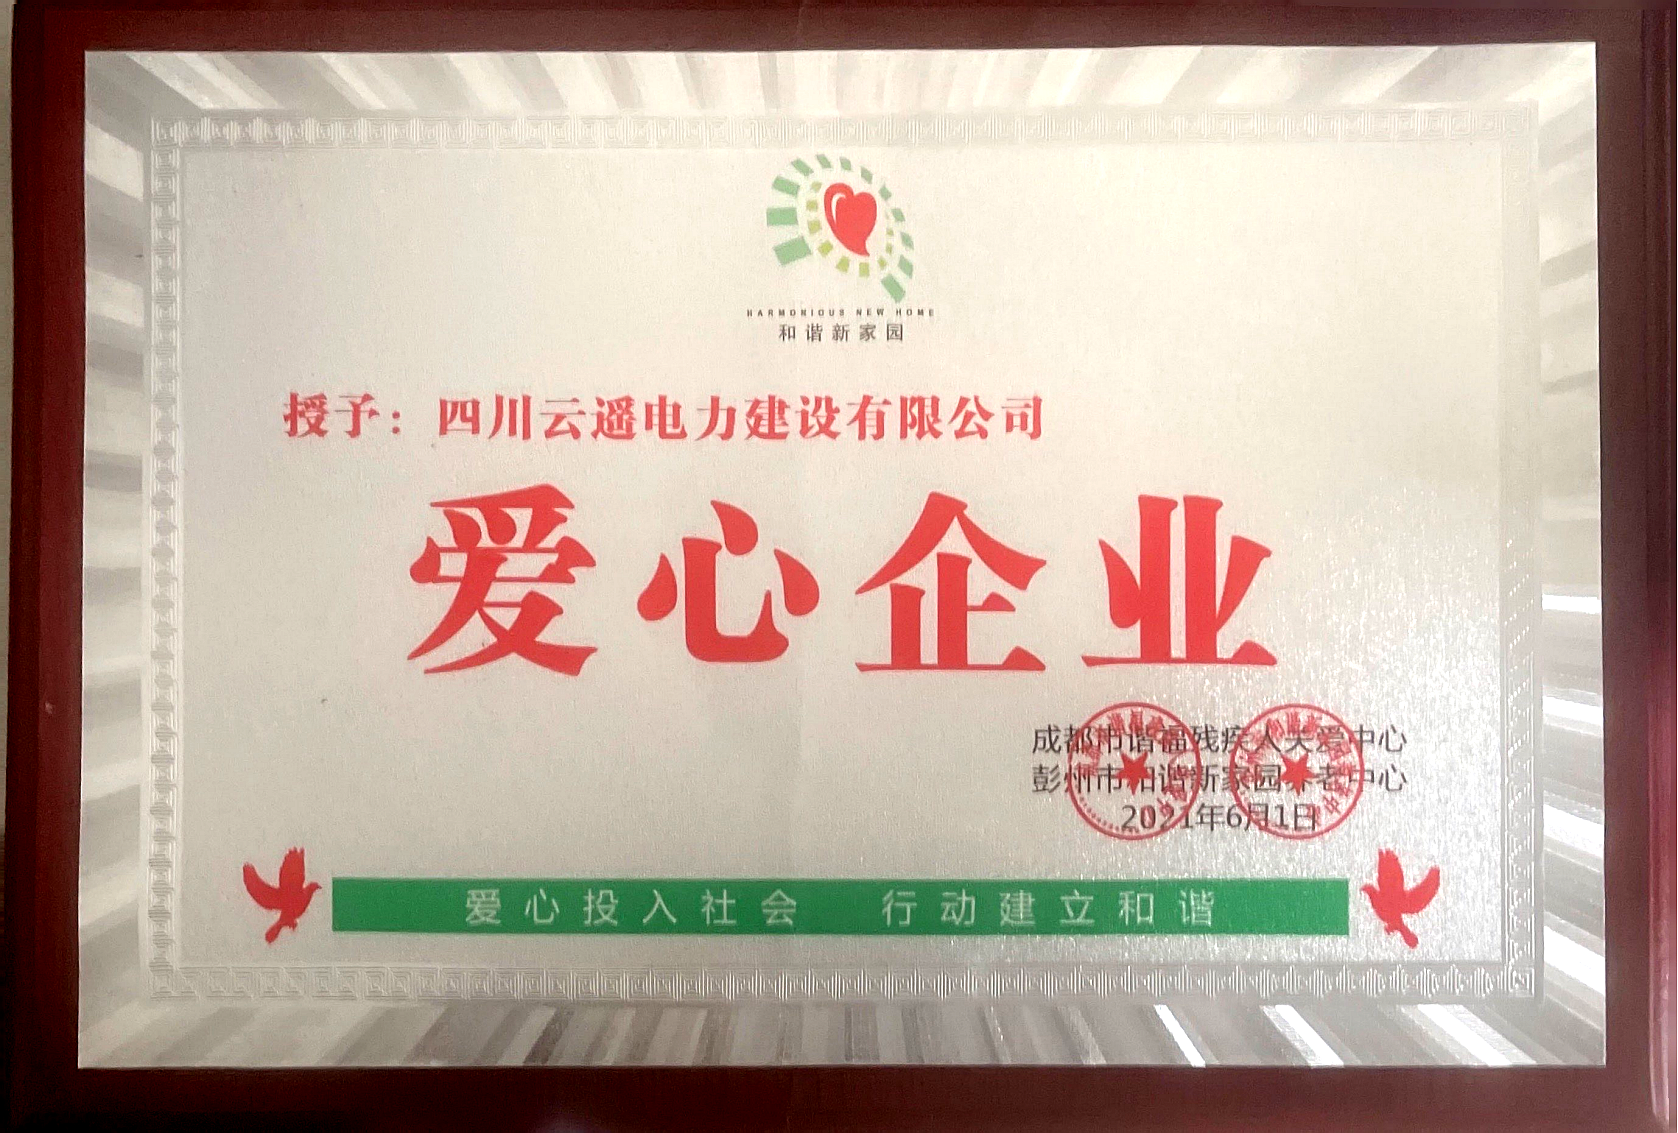 HARMONIOUS NEW HOME
和谐新家园
授予：四川云遥电力建设有限公司
爱心企业
成都市谐福残疾人关爱中心
彭州市和谐新家园养老中心
2021年6月1日
爱心投入社会 行动建立和谐